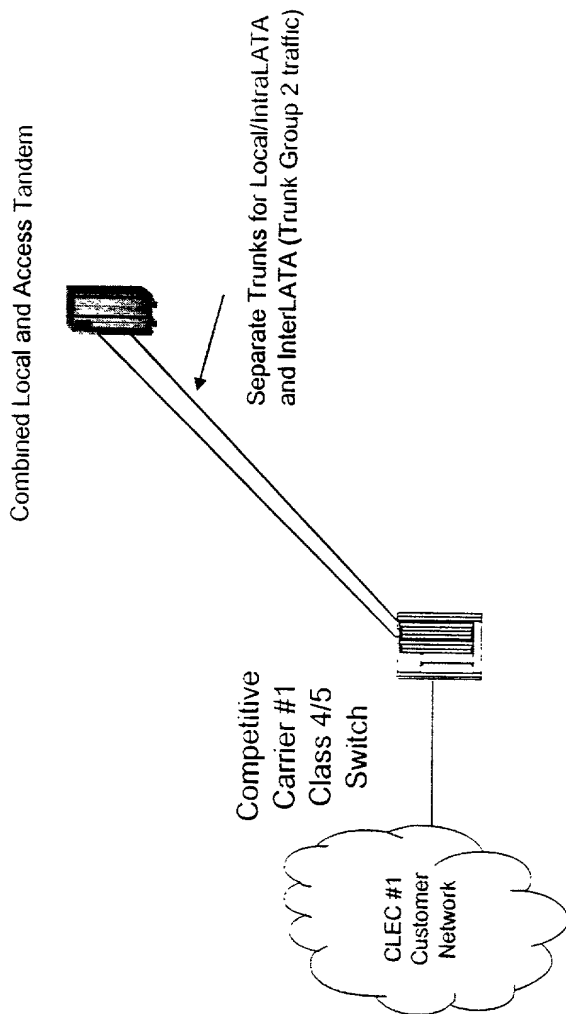 Combined Local and Access Tandem
Separate Trunks for Local/IntraLATA
and InterLATA (Trunk Group 2 traffic)
Competitive
Carrier #1
Class 4/5
Switch
CLEC #1
Customer
Network